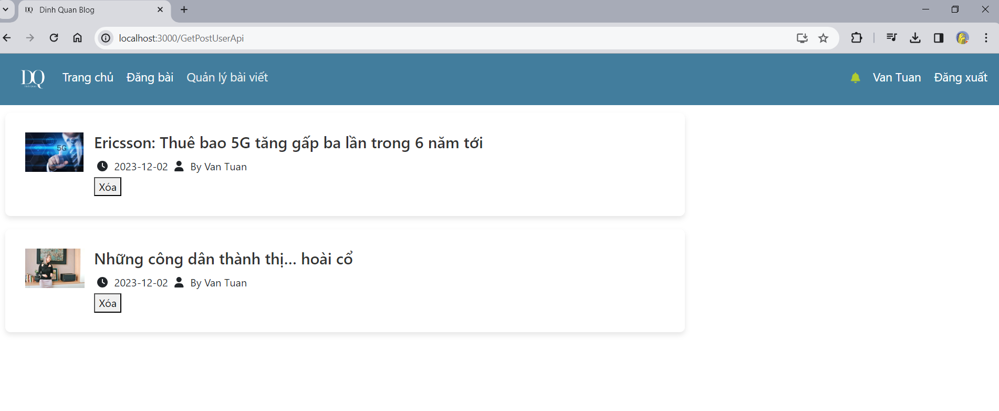 Dinh Quan Blog
localhost:3000/GetPostUserApi
DQ Trang chủ Đăng bài Quản lý bài viết Van Tuan Đăng xuất
5G
Ericsson: Thuê bao 5G tăng gấp ba lần trong 6 năm tới
2023-12-02 By Van Tuan
Xóa
Những công dân thành thị... hoài cổ
2023-12-02 By Van Tuan
Xóa